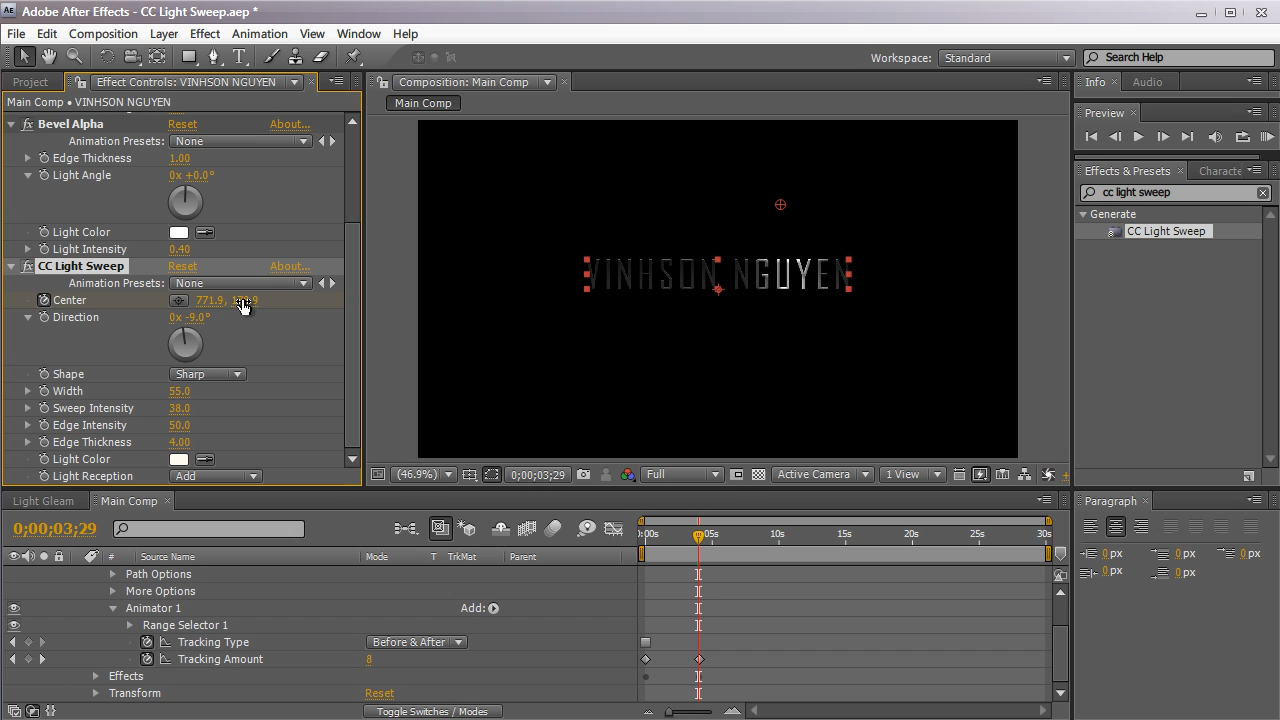 Adobe After Effects - CC Light Sweep.aep *
File Edit Composition Layer Effect Animation View Window Help
Workspace: Standard Search Help
Project Effect Controls: VINHSON NGUYEN
Main Comp • VINHSON NGUYEN
Bevel Alpha Reset About...
Animation Presets: None
Edge Thickness 1.00
Light Angle 0x +0.0°
Light Color
Light Intensity 0.40
CC Light Sweep Reset About...
Animation Presets: None
Center 771.9,
Direction 0x -9.0°
Shape Sharp
Width 55.0
Sweep Intensity 38.0
Edge Intensity 50.0
Edge Thickness 4.00
Light Color
Light Reception Add
Composition: Main Comp
Main Comp
VINHSON NGUYEN
(46.9%) 0;00;03;29 Full Active Camera 1 View
Info Audio
Preview
Effects & Presets Characte
cc light sweep
Generate
CC Light Sweep
Light Gleam Main Comp
0;00;03;29
# Source Name Mode T TrkMat Parent
):00s 05s 10s 15s 20s 25s 30s
Path Options
More Options
Animator 1 Add:
Range Selector 1
Tracking Type Before & After
Tracking Amount 8
Effects
Transform Reset
Toggle Switches / Modes
Paragraph
0 px 0 px 0 px
0 px 0 px